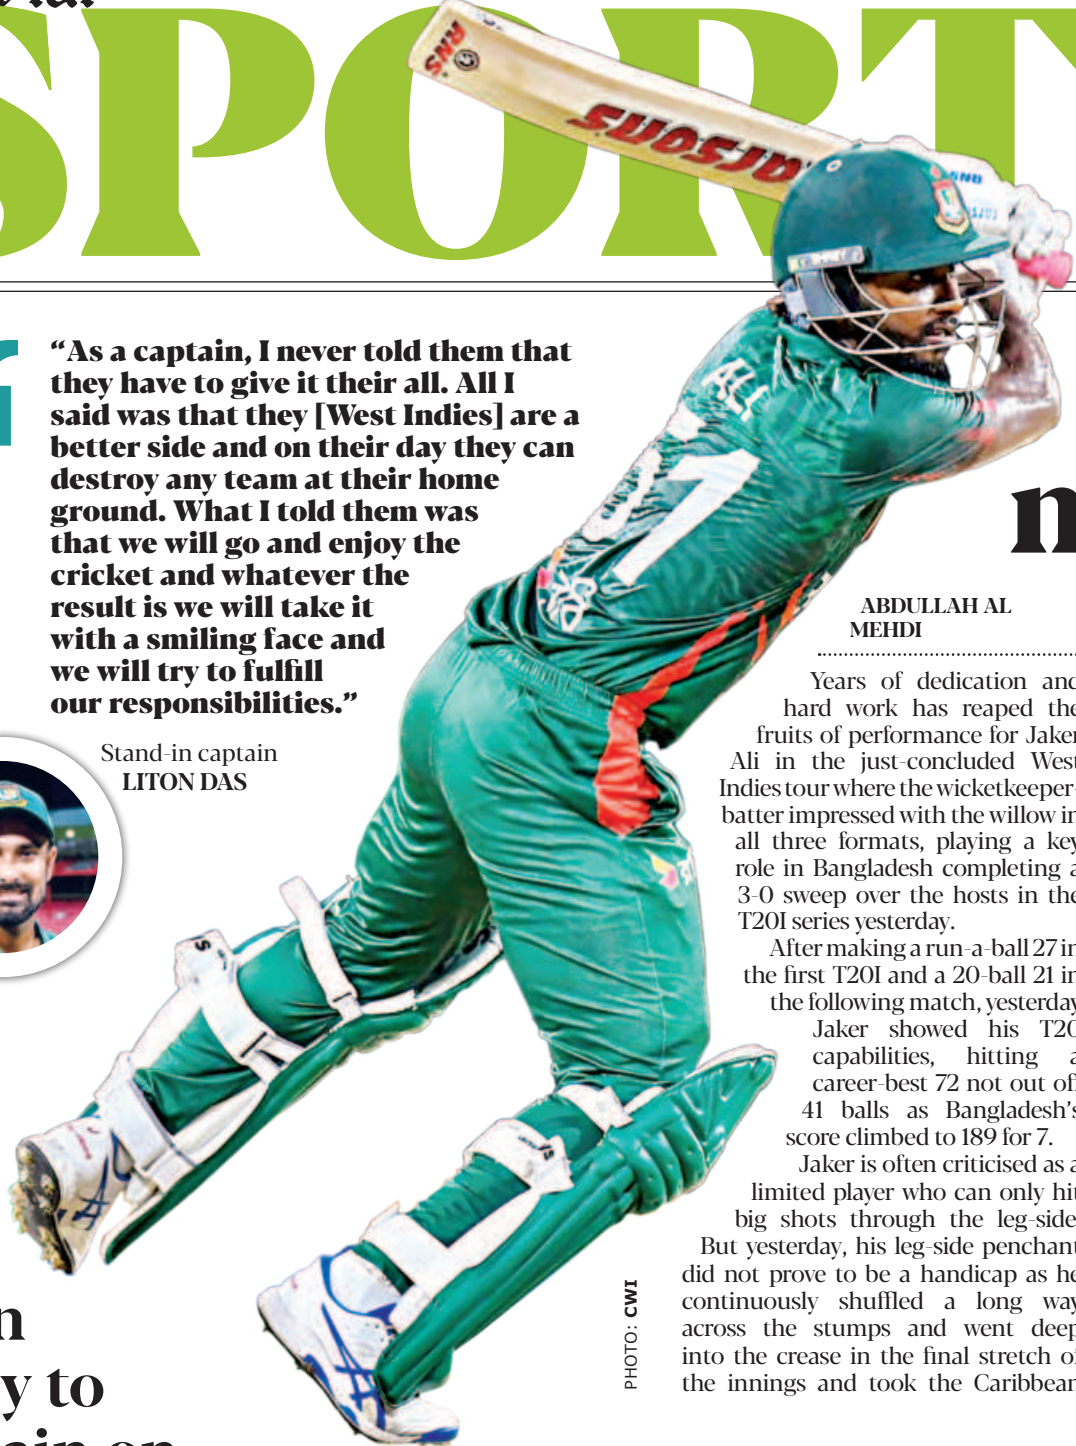 SPORT
RNS
Larsons
RNS
ALI
“As a captain, I never told them that
they have to give it their all. All I
said was that they [West Indies] are a
better side and on their day they can
destroy any team at their home
ground. What I told them was
that we will go and enjoy the
cricket and whatever the
result is we will take it
with a smiling face and
we will try to fulfill
our responsibilities.”
Stand-in captain
LITON DAS
n
y to
n
ABDULLAH AL
MEHDI
Years of dedication and
hard work has reaped the
fruits of performance for Jaker
Ali in the just-concluded West
Indies tour where the wicketkeeper-
batter impressed with the willow in
all three formats, playing a key
role in Bangladesh completing a
3-0 sweep over the hosts in the
T20I series yesterday.
After making a run-a-ball 27 in
the first T20I and a 20-ball 21 in
the following match, yesterday
Jaker showed his T20
capabilities, hitting a
career-best 72 not out off
41 balls as Bangladesh’s
score climbed to 189 for 7.
Jaker is often criticised as a
limited player who can only hit
big shots through the leg-side.
But yesterday, his leg-side penchant
did not prove to be a handicap as he
continuously shuffled a long way
across the stumps and went deep
into the crease in the final stretch of
the innings and took the Caribbean
PHOTO: CWI